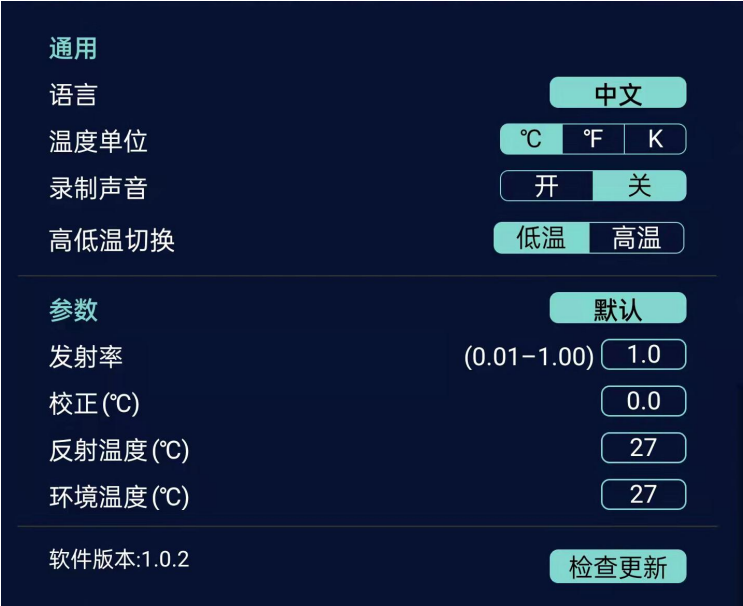 通用
语言 中文
温度单位 ℃ ℉ K
录制声音 开 关
高低温切换 低温 高温
参数 默认
发射率 (0.01-1.00) 1.0
校正(℃) 0.0
反射温度(℃) 27
环境温度(℃) 27
软件版本:1.0.2 检查更新